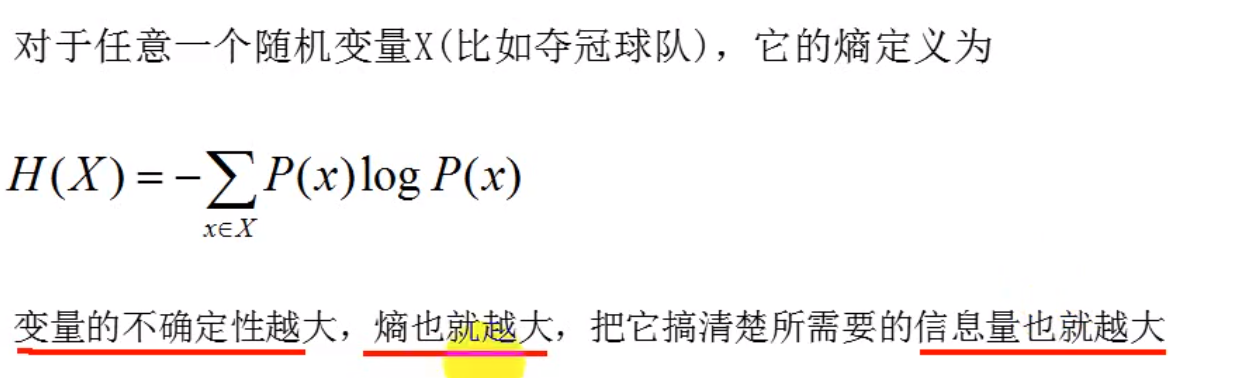 对于任意一个随机变量X(比如夺冠球队)，它的熵定义为
H(X) = -∑P(x)log P(x)
x∈X
变量的不确定性越大，熵也就越大，把它搞清楚所需要的信息量也就越大